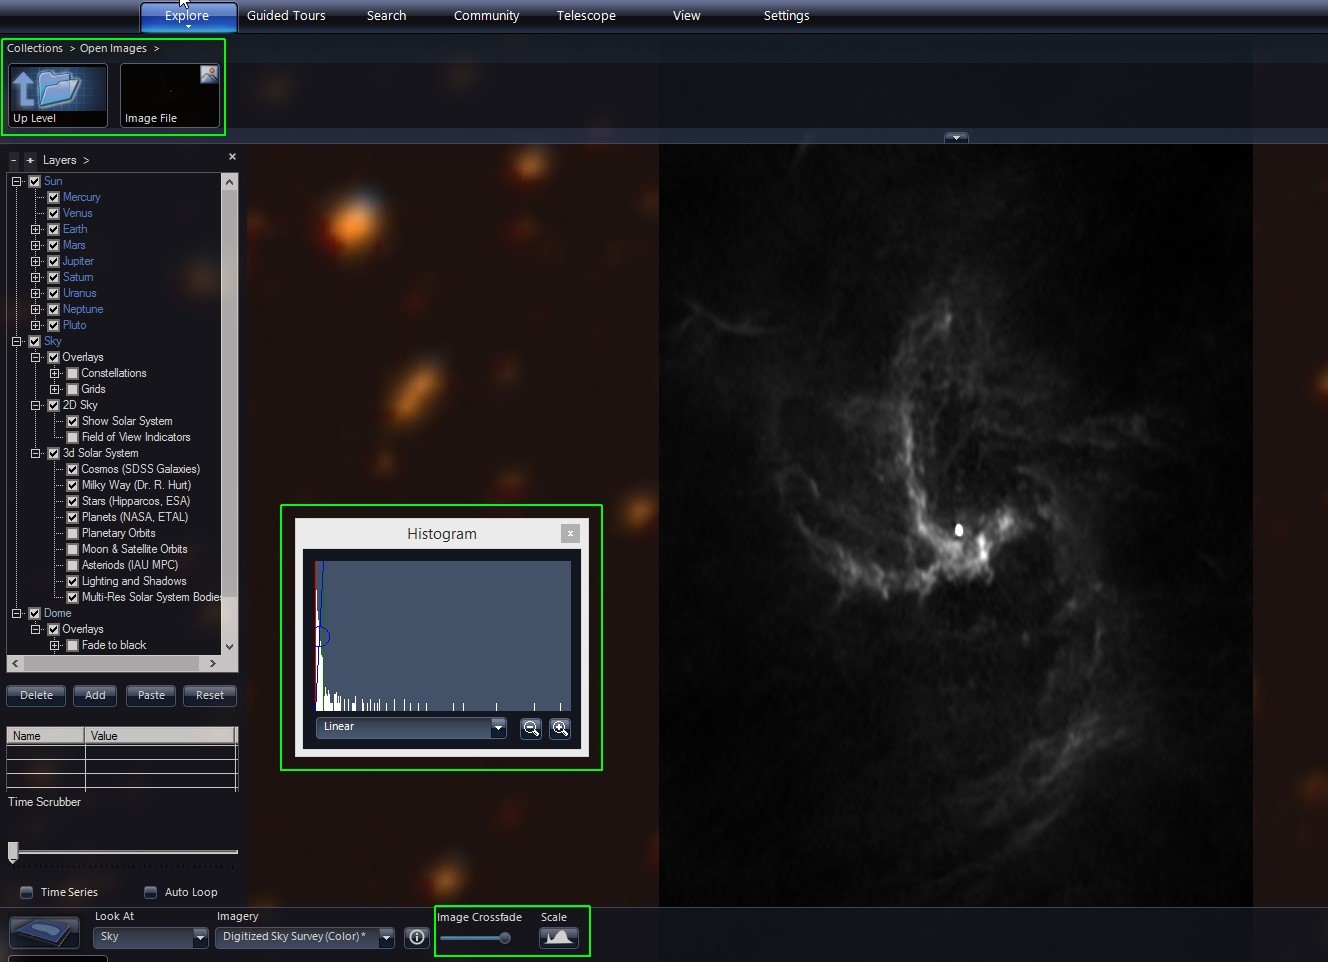 Explore Guided Tours Search Community Telescope View Settings
Collections > Open Images >
Up Level Image File
- + Layers > x
Sun
Mercury
Venus
Earth
Mars
Jupiter
Saturn
Uranus
Neptune
Pluto
Sky
Overlays
Constellations
Grids
2D Sky
Show Solar System
Field of View Indicators
3d Solar System
Cosmos (SDSS Galaxies)
Milky Way (Dr. R. Hurt)
Stars (Hipparcos, ESA)
Planets (NASA, ETAL)
Planetary Orbits
Moon & Satellite Orbits
Asteriods (IAU MPC)
Lighting and Shadows
Multi-Res Solar System Bodies
Dome
Overlays
Fade to black
Delete Add Paste Reset
Name Value
Time Scrubber
Time Series Auto Loop
Histogram x
Linear
Look At Imagery Image Crossfade Scale
Sky Digitized Sky Survey (Color) *